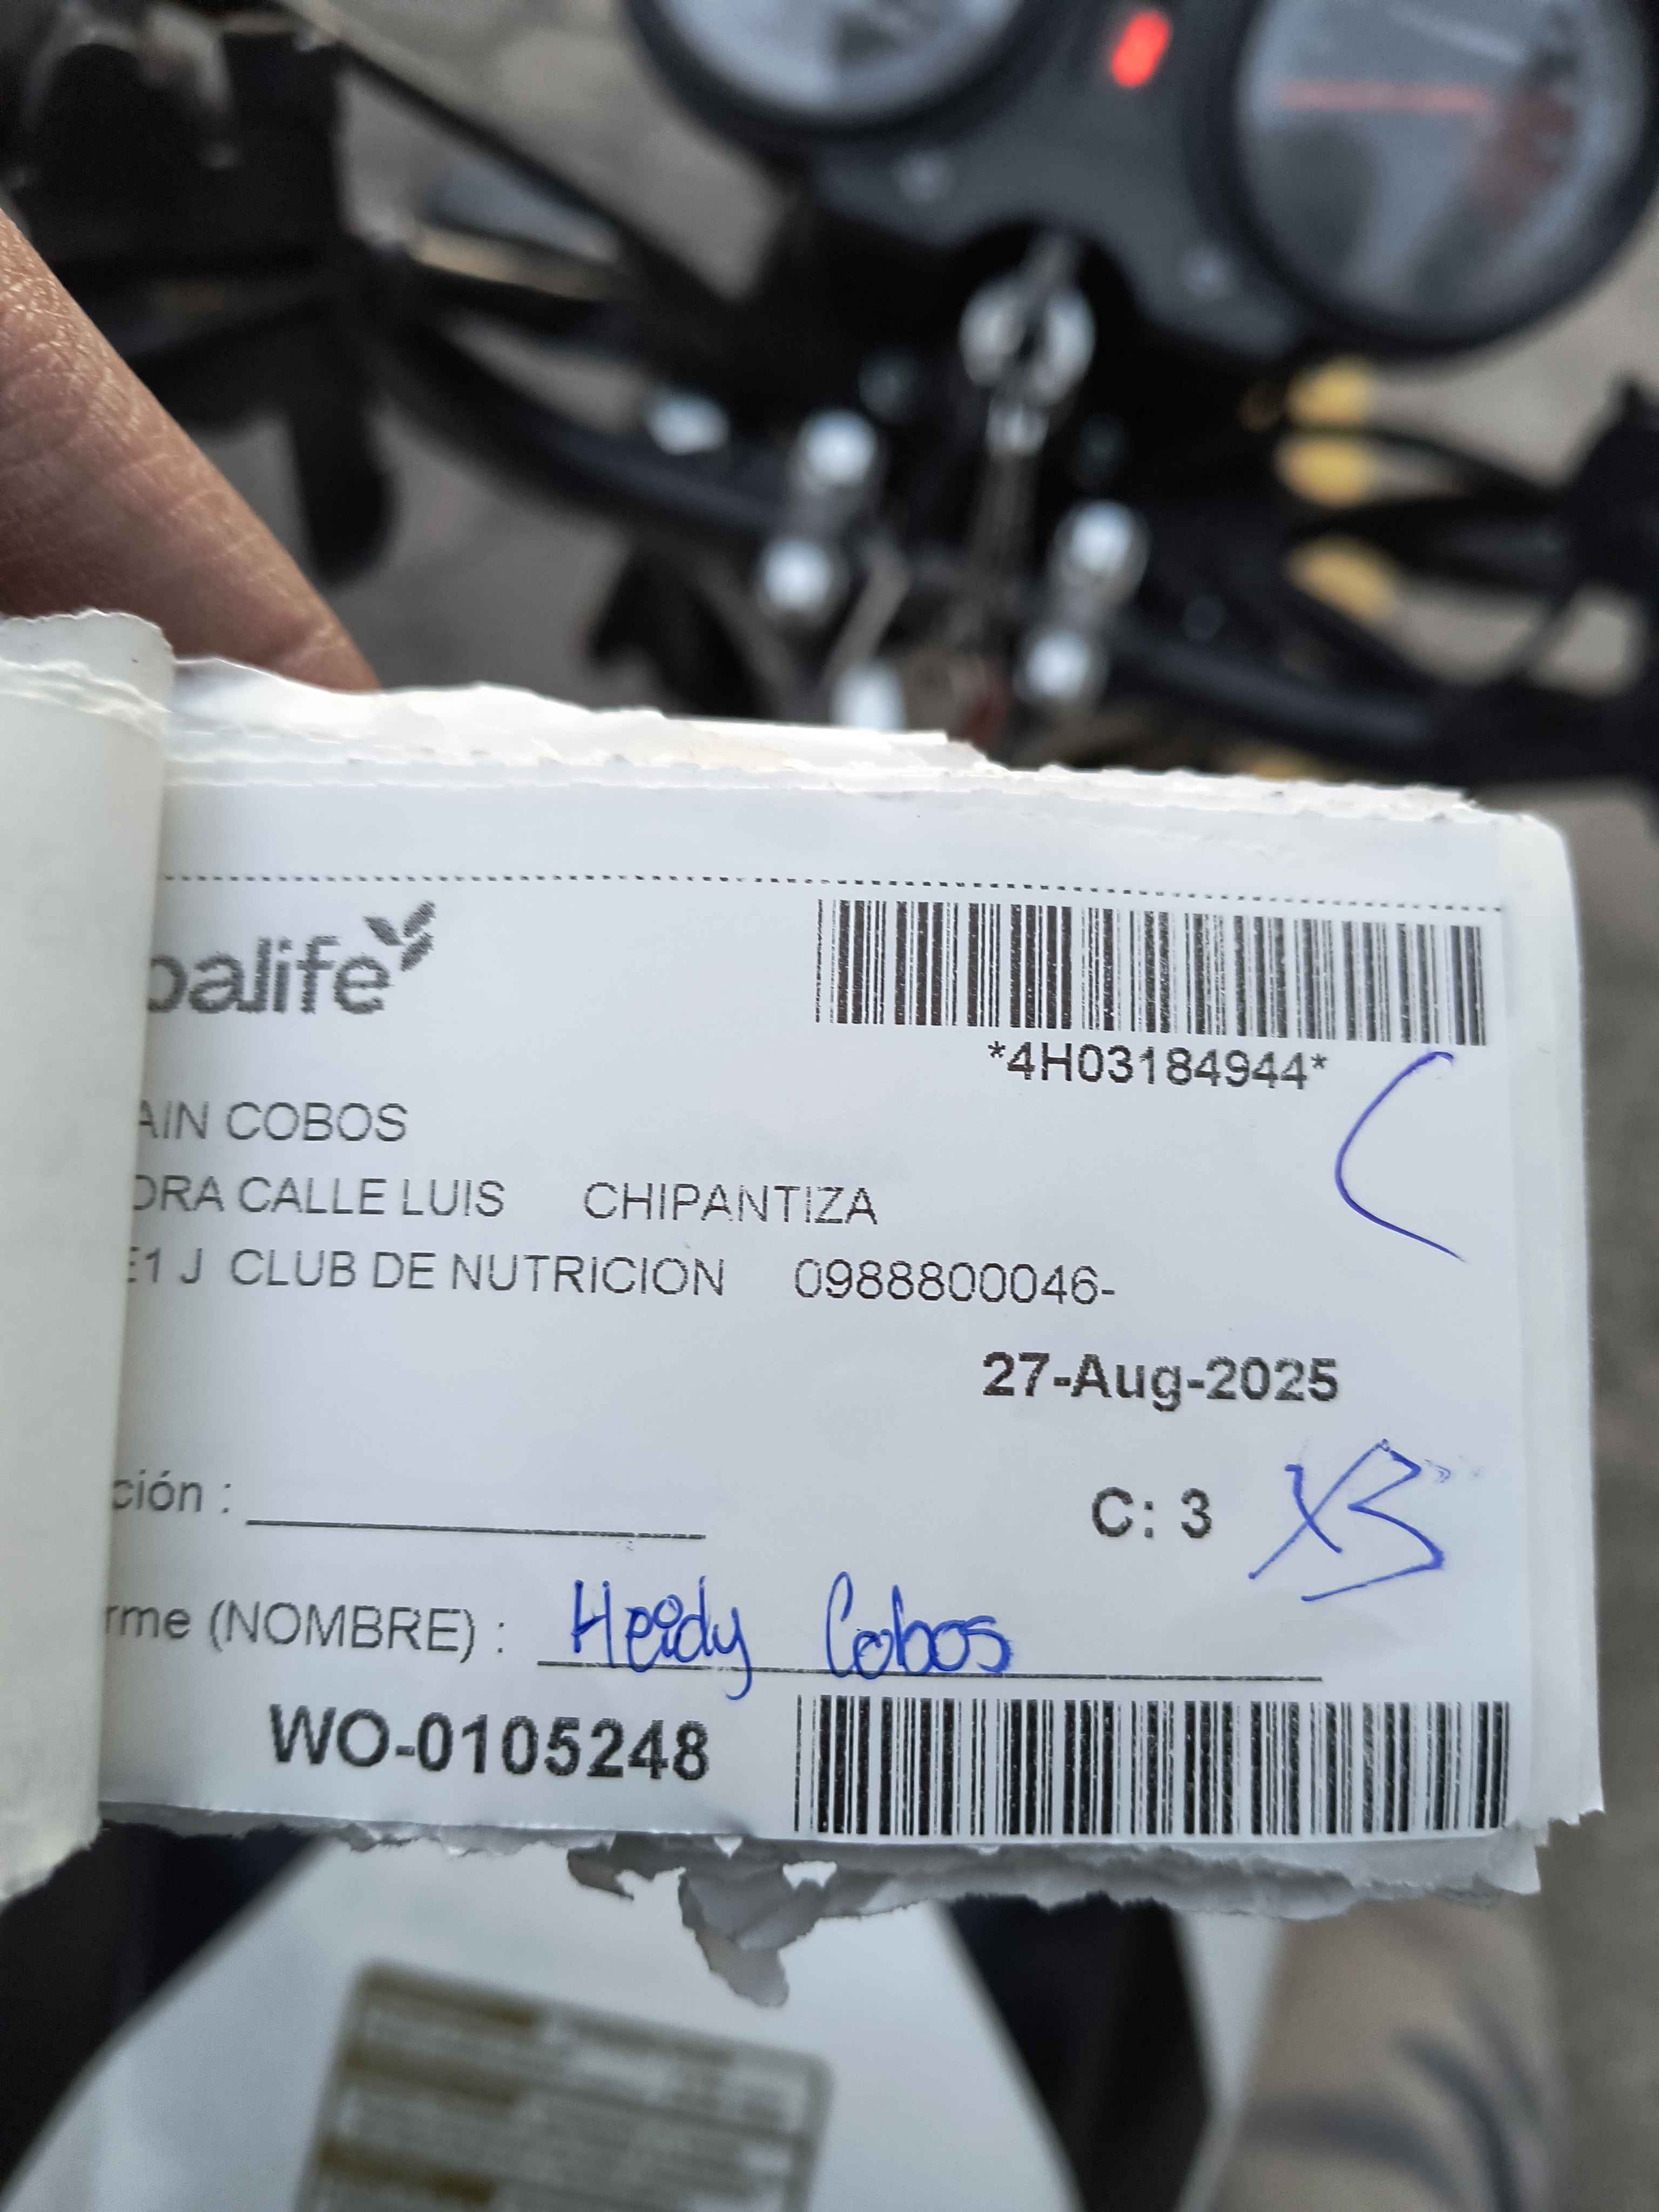 balife
*4H03184944*
AIN COBOS
DRA CALLE LUIS CHIPANTIZA
E1 J CLUB DE NUTRICION 0988800046-
27-Aug-2025
ción :
C: 3 X3
rme (NOMBRE) : Heidy Cobos
WO-0105248